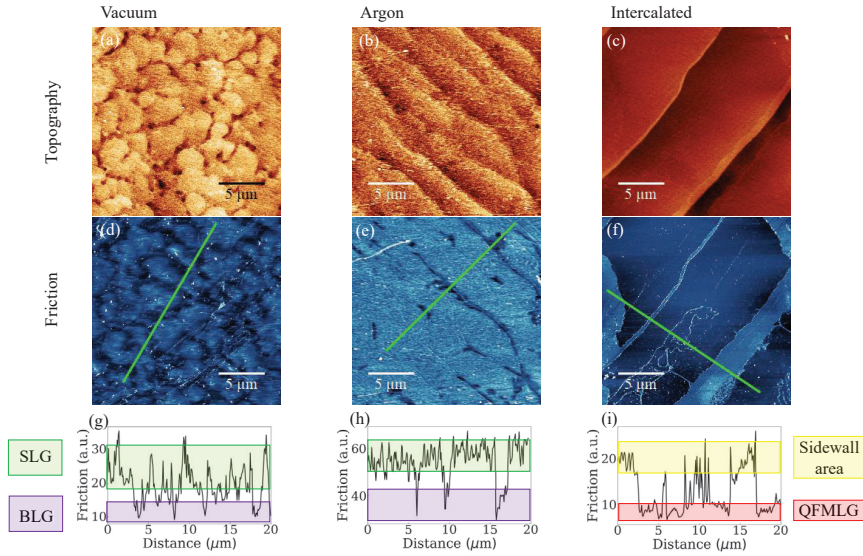 Vacuum Argon Intercalated
Topography
(a) (b) (c)
5 µm 5 µm 5 µm
Friction
(d) (e) (f)
5 µm 5 µm 5 µm
(g) (h) (i)
SLG
BLG
Friction (a.u.)
30
20
10
0 5 10 15 20
Distance (µm)
Friction (a.u.)
60
40
0 5 10 15 20
Distance (µm)
Friction (a.u.)
20
10
0 5 10 15 20
Distance (µm)
Sidewall
area
QFMLG